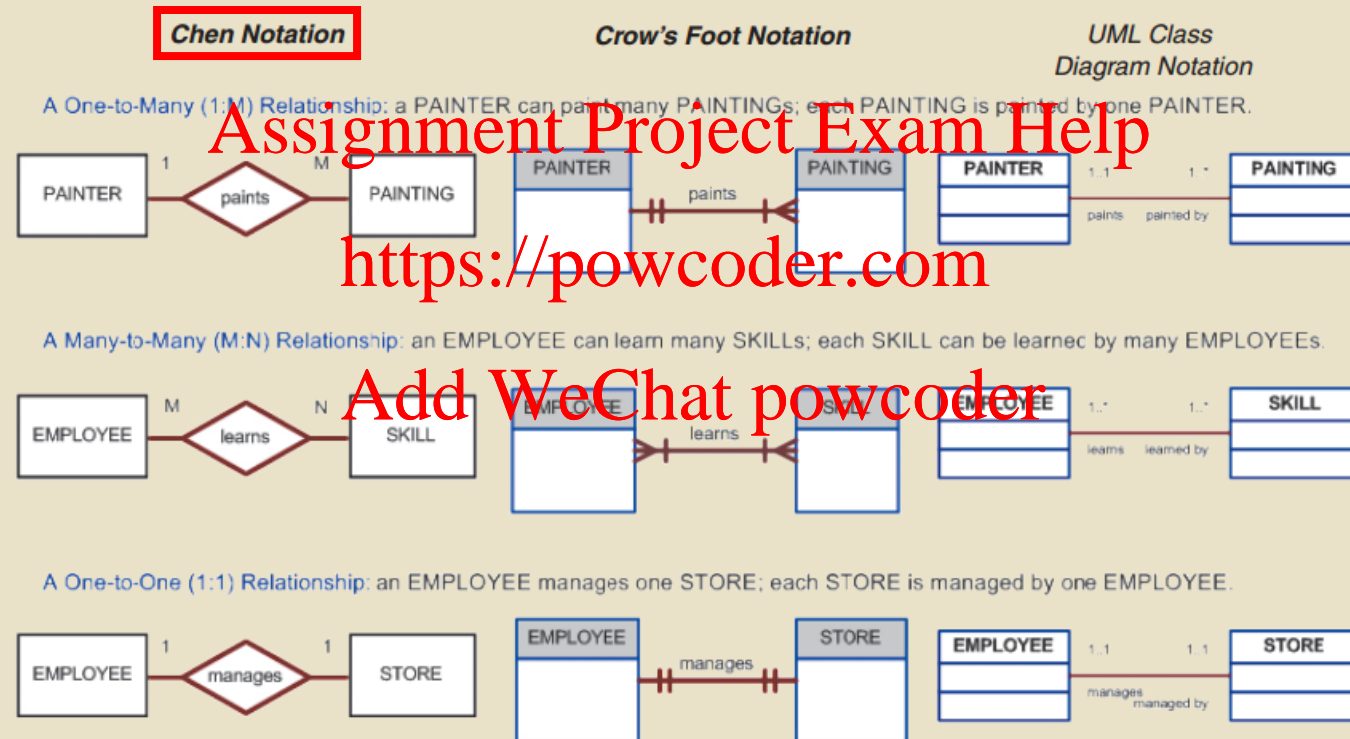 Chen Notation
Crow's Foot Notation
UML Class
Diagram Notation
A One-to-Many (1:M) Relationship: a PAINTER can paint many PAINTINGs; each PAINTING is painted by one PAINTER.
Assignment Project Exam Help
PAINTER 1 paints M PAINTING
PAINTER paints PAINTING
PAINTER 1..1 1..* PAINTING
paints painted by
https://powcoder.com
A Many-to-Many (M:N) Relationship: an EMPLOYEE can learn many SKILLs; each SKILL can be learned by many EMPLOYEEs.
Add WeChat powcoder
EMPLOYEE M learns N SKILL
EMPLOYEE learns SKILL
EMPLOYEE 1..* 1..* SKILL
learns learned by
A One-to-One (1:1) Relationship: an EMPLOYEE manages one STORE; each STORE is managed by one EMPLOYEE.
EMPLOYEE 1 manages 1 STORE
EMPLOYEE manages STORE
EMPLOYEE 1..1 1..1 STORE
manages
managed by